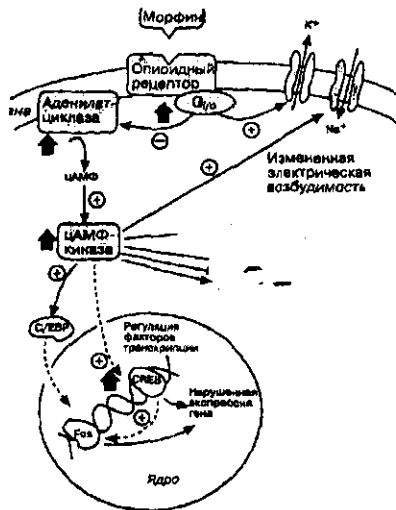 Морфин
K⁺
Опиоидный
рецептор
Gi/o
Аденилат-
циклаза
Na⁺
цАМФ
Измененная
электрическая
возбудимость
цАМФ-
киназа
C/EBP
Регуляция
факторов
транскрипции
CREB
Нарушенная
экспрессия
гена
Fos
Ядро